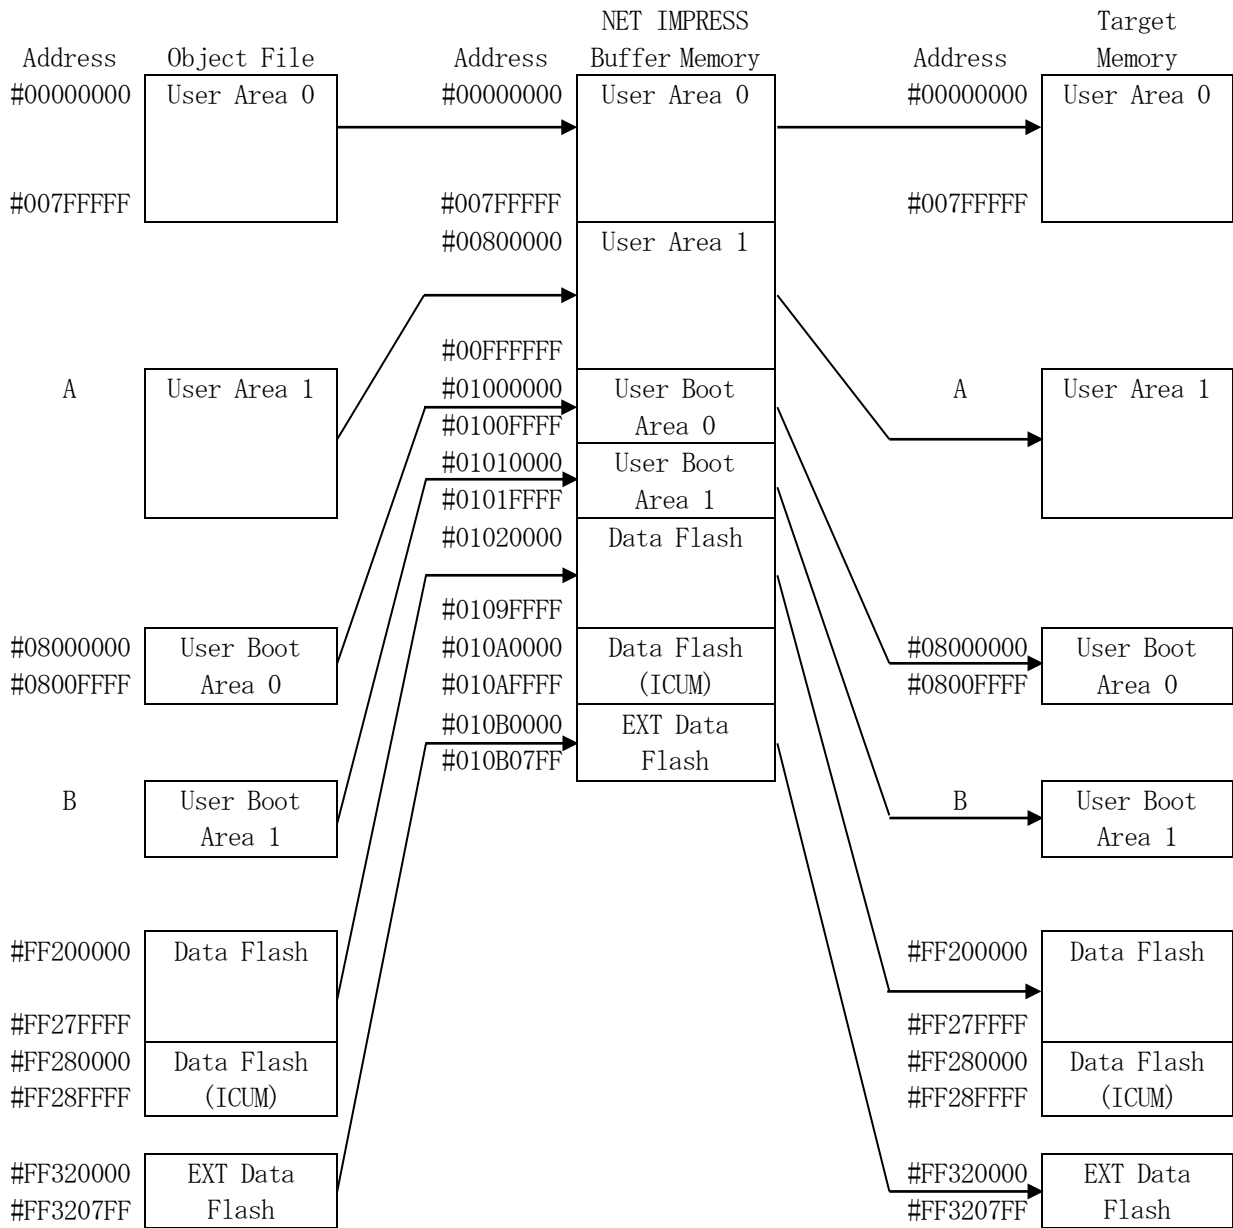 NET IMPRESS Target
Address Object File Address Buffer Memory Address Memory
#00000000 User Area 0 #00000000 User Area 0 #00000000 User Area 0
#007FFFFF #007FFFFF #007FFFFF
#00800000 User Area 1
#00FFFFFF
A User Area 1 #01000000 User Boot A User Area 1
#0100FFFF Area 0
#01010000 User Boot
#0101FFFF Area 1
#01020000 Data Flash
#0109FFFF
#08000000 User Boot #010A0000 Data Flash #08000000 User Boot
#0800FFFF Area 0 #010AFFFF (ICUM) #0800FFFF Area 0
#010B0000 EXT Data
#010B07FF Flash
B User Boot B User Boot
Area 1 Area 1
#FF200000 Data Flash #FF200000 Data Flash
#FF27FFFF #FF27FFFF
#FF280000 Data Flash #FF280000 Data Flash
#FF28FFFF (ICUM) #FF28FFFF (ICUM)
#FF320000 EXT Data #FF320000 EXT Data
#FF3207FF Flash #FF3207FF Flash